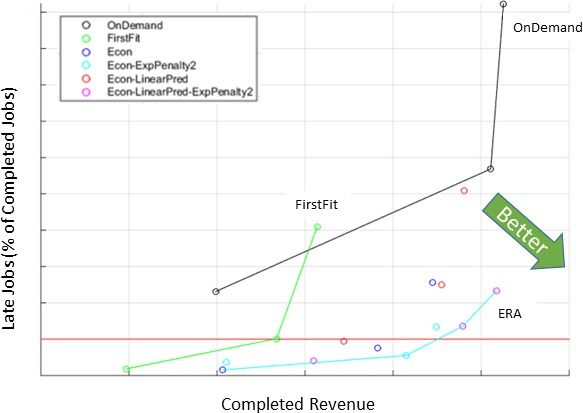 OnDemand
FirstFit
Econ
Econ-ExpPenalty2
Econ-LinearPred
Econ-LinearPred-ExpPenalty2
OnDemand
FirstFit
Better
ERA
Late Jobs(% of Completed Jobs)
Completed Revenue